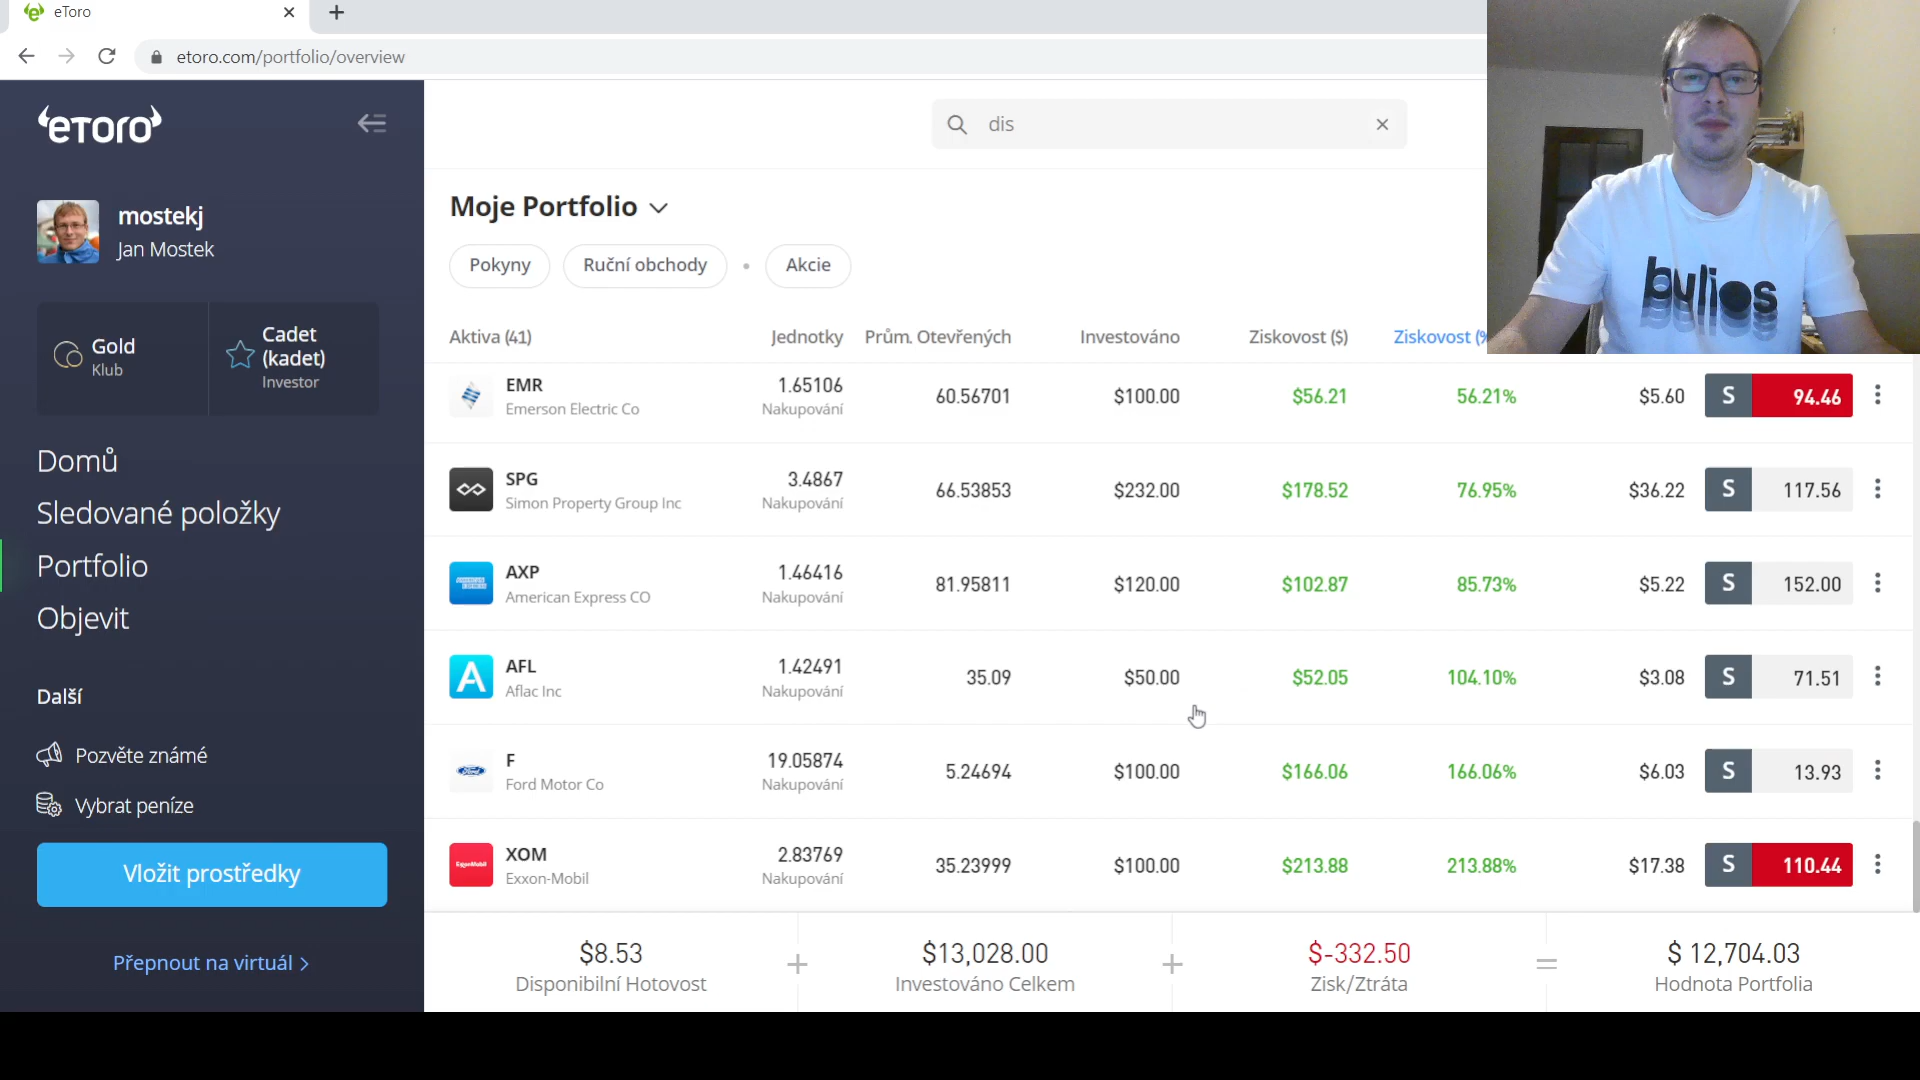 eToro
etoro.com/portfolio/overview
eTORO
dis
mostekj
Jan Mostek
Moje Portfolio
Pokyny
Ruční obchody
Akcie
bulios
Gold
Klub
Cadet
(kadet)
Investor
Aktiva (41)
Jednotky
Prům. Otevřených
Investováno
Ziskovost ($)
Ziskovost (%
EMR
Emerson Electric Co
1.65106
Nakupování
60.56701
$100.00
$56.21
56.21%
$5.60
S
94.46
SPG
Simon Property Group Inc
3.4867
Nakupování
66.53853
$232.00
$178.52
76.95%
$36.22
S
117.56
AMERICAN EXPRESS
AXP
American Express CO
1.46416
Nakupování
81.95811
$120.00
$102.87
85.73%
$5.22
S
152.00
AFL
Aflac Inc
1.42491
Nakupování
35.09
$50.00
$52.05
104.10%
$3.08
S
71.51
Ford
F
Ford Motor Co
19.05874
Nakupování
5.24694
$100.00
$166.06
166.06%
$6.03
S
13.93
ExxonMobil
XOM
Exxon-Mobil
2.83769
Nakupování
35.23999
$100.00
$213.88
213.88%
$17.38
S
110.44
Domů
Sledované položky
Portfolio
Objevit
Další
Pozvěte známé
Vybrat peníze
Vložit prostředky
Přepnout na virtuál >
$8.53
Disponibilní Hotovost
+
$13,028.00
Investováno Celkem
+
$-332.50
Zisk/Ztráta
=
$ 12,704.03
Hodnota Portfolia